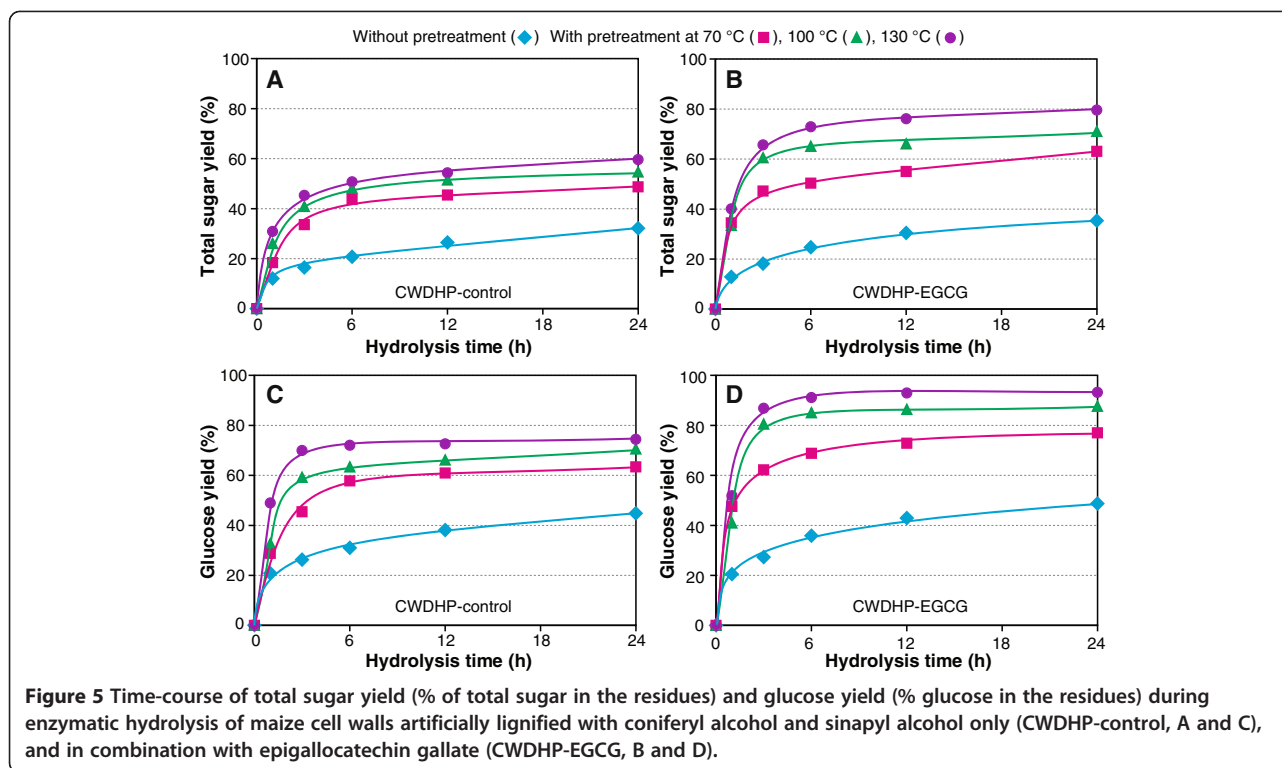 Without pretreatment (◆) With pretreatment at 70 °C (■), 100 °C (▲), 130 °C (●)
A
100
80
60
40
20
0
Total sugar yield (%)
CWDHP-control
0 6 12 18 24
Hydrolysis time (h)
B
100
80
60
40
20
0
Total sugar yield (%)
CWDHP-EGCG
0 6 12 18 24
Hydrolysis time (h)
C
100
80
60
40
20
0
Glucose yield (%)
CWDHP-control
0 6 12 18 24
Hydrolysis time (h)
D
100
80
60
40
20
0
Glucose yield (%)
CWDHP-EGCG
0 6 12 18 24
Hydrolysis time (h)
Figure 5 Time-course of total sugar yield (% of total sugar in the residues) and glucose yield (% glucose in the residues) during
enzymatic hydrolysis of maize cell walls artificially lignified with coniferyl alcohol and sinapyl alcohol only (CWDHP-control, A and C),
and in combination with epigallocatechin gallate (CWDHP-EGCG, B and D).